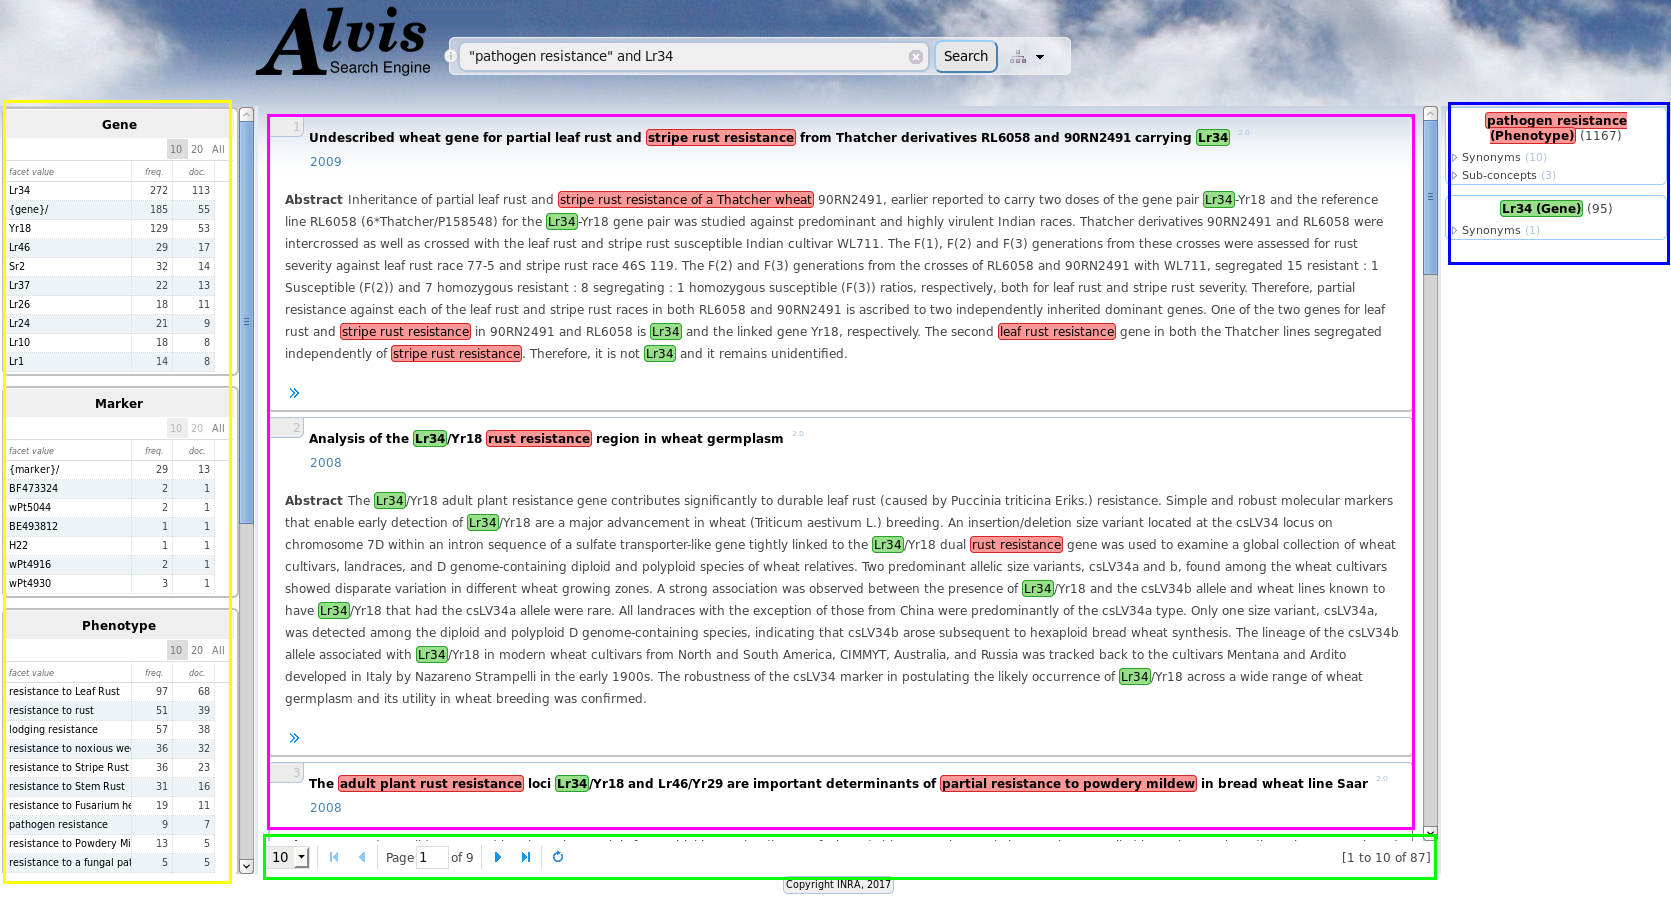 Alvis
Search Engine
"pathogen resistance" and Lr34
Search
Gene
10 20 All
facet value freq. doc.
Lr34 272 113
{gene}/ 185 55
Yr18 129 53
Lr46 29 17
Sr2 32 14
Lr37 22 13
Lr26 18 11
Lr24 21 9
Lr10 18 8
Lr1 14 8
Marker
10 20 All
facet value freq. doc.
{marker}/ 29 13
BF473324 2 1
wPt5044 2 1
BE493812 1 1
H22 1 1
wPt4916 2 1
wPt4930 3 1
Phenotype
10 20 All
facet value freq. doc.
resistance to Leaf Rust 97 68
resistance to rust 51 39
lodging resistance 57 38
resistance to noxious we 36 32
resistance to Stripe Rust 36 23
resistance to Stem Rust 31 16
resistance to Fusarium he 19 11
pathogen resistance 9 7
resistance to Powdery Mi 13 5
resistance to a fungal pat 5 5
1
Undescribed wheat gene for partial leaf rust and stripe rust resistance from Thatcher derivatives RL6058 and 90RN2491 carrying Lr34 2.0
2009
Abstract Inheritance of partial leaf rust and stripe rust resistance of a Thatcher wheat 90RN2491, earlier reported to carry two doses of the gene pair Lr34-Yr18 and the reference
line RL6058 (6*Thatcher/P158548) for the Lr34-Yr18 gene pair was studied against predominant and highly virulent Indian races. Thatcher derivatives 90RN2491 and RL6058 were
intercrossed as well as crossed with the leaf rust and stripe rust susceptible Indian cultivar WL711. The F(1), F(2) and F(3) generations from these crosses were assessed for rust
severity against leaf rust race 77-5 and stripe rust race 46S 119. The F(2) and F(3) generations from the crosses of RL6058 and 90RN2491 with WL711, segregated 15 resistant : 1
Susceptible (F(2)) and 7 homozygous resistant : 8 segregating : 1 homozygous susceptible (F(3)) ratios, respectively, both for leaf rust and stripe rust severity. Therefore, partial
resistance against each of the leaf rust and stripe rust races in both RL6058 and 90RN2491 is ascribed to two independently inherited dominant genes. One of the two genes for leaf
rust and stripe rust resistance in 90RN2491 and RL6058 is Lr34 and the linked gene Yr18, respectively. The second leaf rust resistance gene in both the Thatcher lines segregated
independently of stripe rust resistance. Therefore, it is not Lr34 and it remains unidentified.
2
Analysis of the Lr34/Yr18 rust resistance region in wheat germplasm 2.0
2008
Abstract The Lr34/Yr18 adult plant resistance gene contributes significantly to durable leaf rust (caused by Puccinia triticina Eriks.) resistance. Simple and robust molecular markers
that enable early detection of Lr34/Yr18 are a major advancement in wheat (Triticum aestivum L.) breeding. An insertion/deletion size variant located at the csLV34 locus on
chromosome 7D within an intron sequence of a sulfate transporter-like gene tightly linked to the Lr34/Yr18 dual rust resistance gene was used to examine a global collection of wheat
cultivars, landraces, and D genome-containing diploid and polyploid species of wheat relatives. Two predominant allelic size variants, csLV34a and b, found among the wheat cultivars
showed disparate variation in different wheat growing zones. A strong association was observed between the presence of Lr34/Yr18 and the csLV34b allele and wheat lines known to
have Lr34/Yr18 that had the csLV34a allele were rare. All landraces with the exception of those from China were predominantly of the csLV34a type. Only one size variant, csLV34a,
was detected among the diploid and polyploid D genome-containing species, indicating that csLV34b arose subsequent to hexaploid bread wheat synthesis. The lineage of the csLV34b
allele associated with Lr34/Yr18 in modern wheat cultivars from North and South America, CIMMYT, Australia, and Russia was tracked back to the cultivars Mentana and Ardito
developed in Italy by Nazareno Strampelli in the early 1900s. The robustness of the csLV34 marker in postulating the likely occurrence of Lr34/Yr18 across a wide range of wheat
germplasm and its utility in wheat breeding was confirmed.
3
The adult plant rust resistance loci Lr34/Yr18 and Lr46/Yr29 are important determinants of partial resistance to powdery mildew in bread wheat line Saar 2.0
2008
10 Page 1 of 9 [1 to 10 of 87]
pathogen resistance
(Phenotype) (1167)
Synonyms (10)
Sub-concepts (3)
Lr34 (Gene) (95)
Synonyms (1)
Copyright INRA, 2017